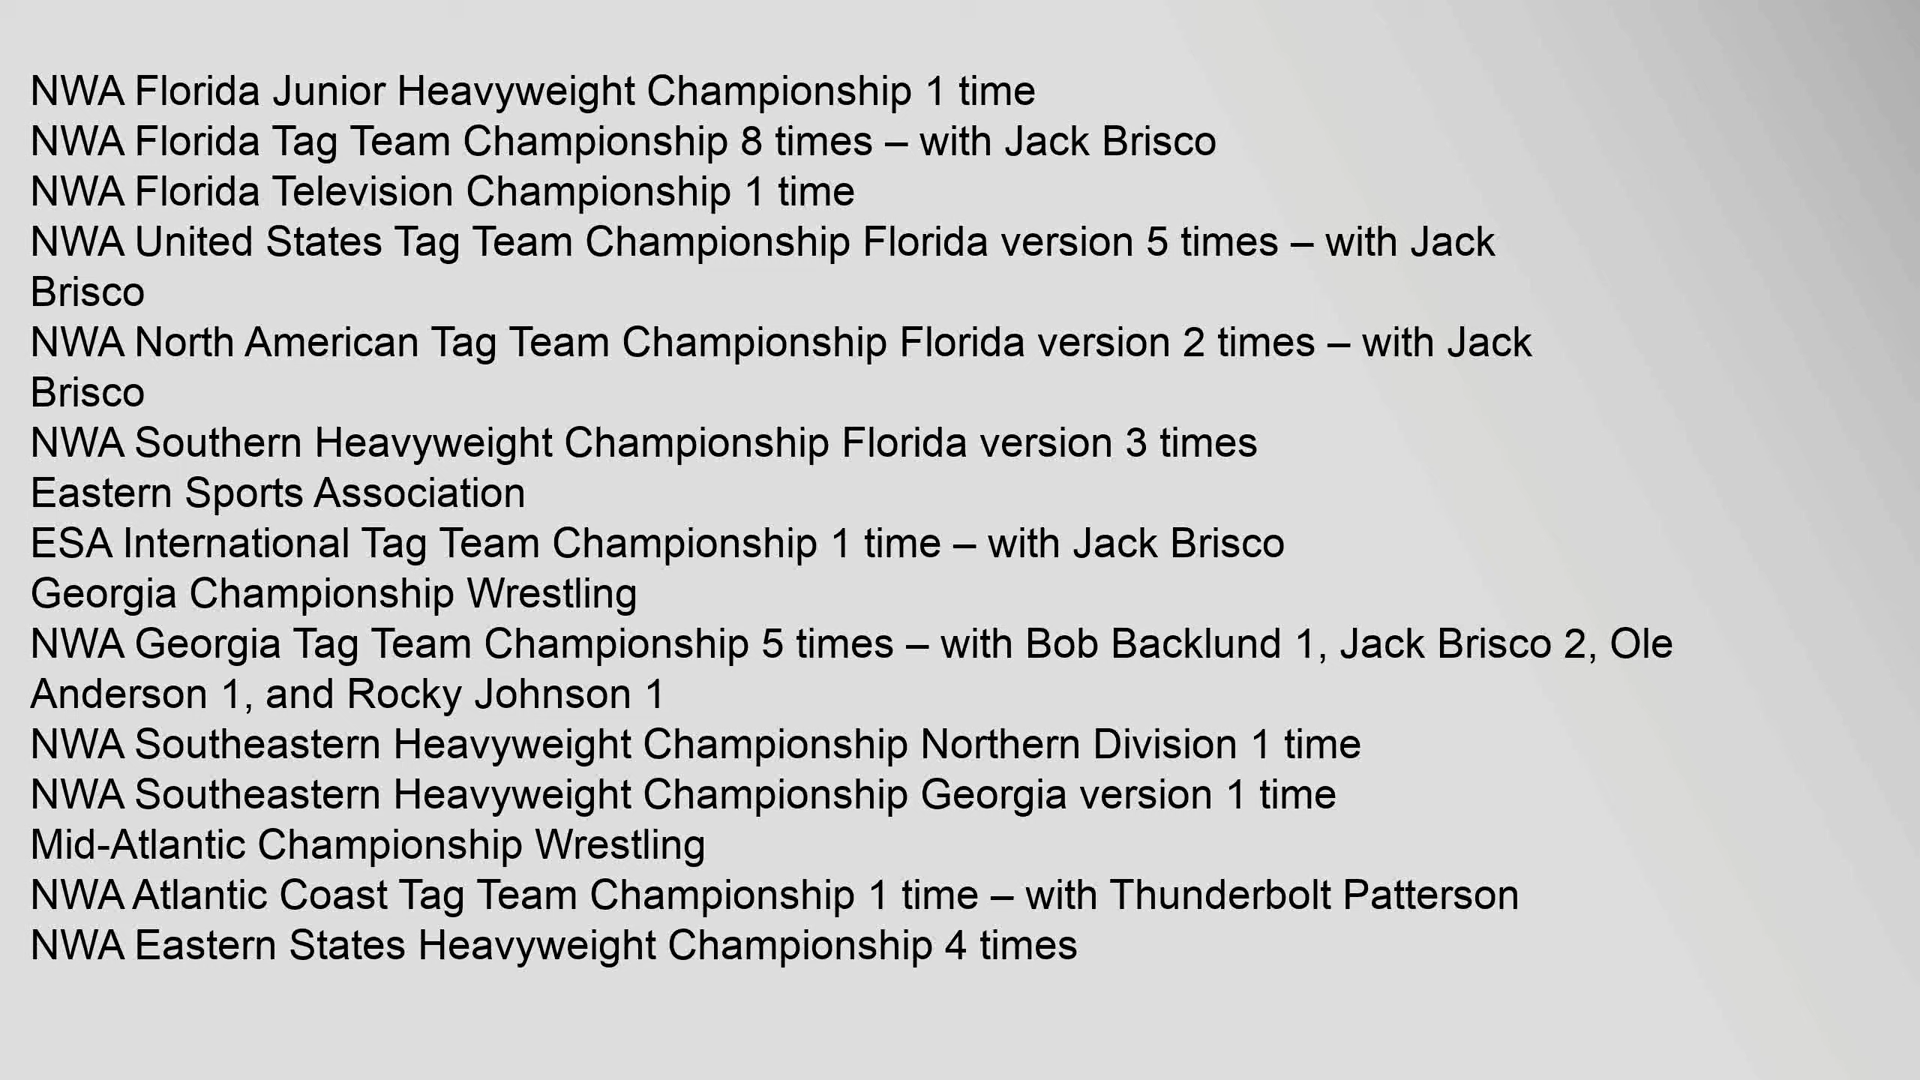 NWA Florida Junior Heavyweight Championship 1 time
NWA Florida Tag Team Championship 8 times – with Jack Brisco
NWA Florida Television Championship 1 time
NWA United States Tag Team Championship Florida version 5 times – with Jack
Brisco
NWA North American Tag Team Championship Florida version 2 times – with Jack
Brisco
NWA Southern Heavyweight Championship Florida version 3 times
Eastern Sports Association
ESA International Tag Team Championship 1 time – with Jack Brisco
Georgia Championship Wrestling
NWA Georgia Tag Team Championship 5 times – with Bob Backlund 1, Jack Brisco 2, Ole
Anderson 1, and Rocky Johnson 1
NWA Southeastern Heavyweight Championship Northern Division 1 time
NWA Southeastern Heavyweight Championship Georgia version 1 time
Mid-Atlantic Championship Wrestling
NWA Atlantic Coast Tag Team Championship 1 time – with Thunderbolt Patterson
NWA Eastern States Heavyweight Championship 4 times